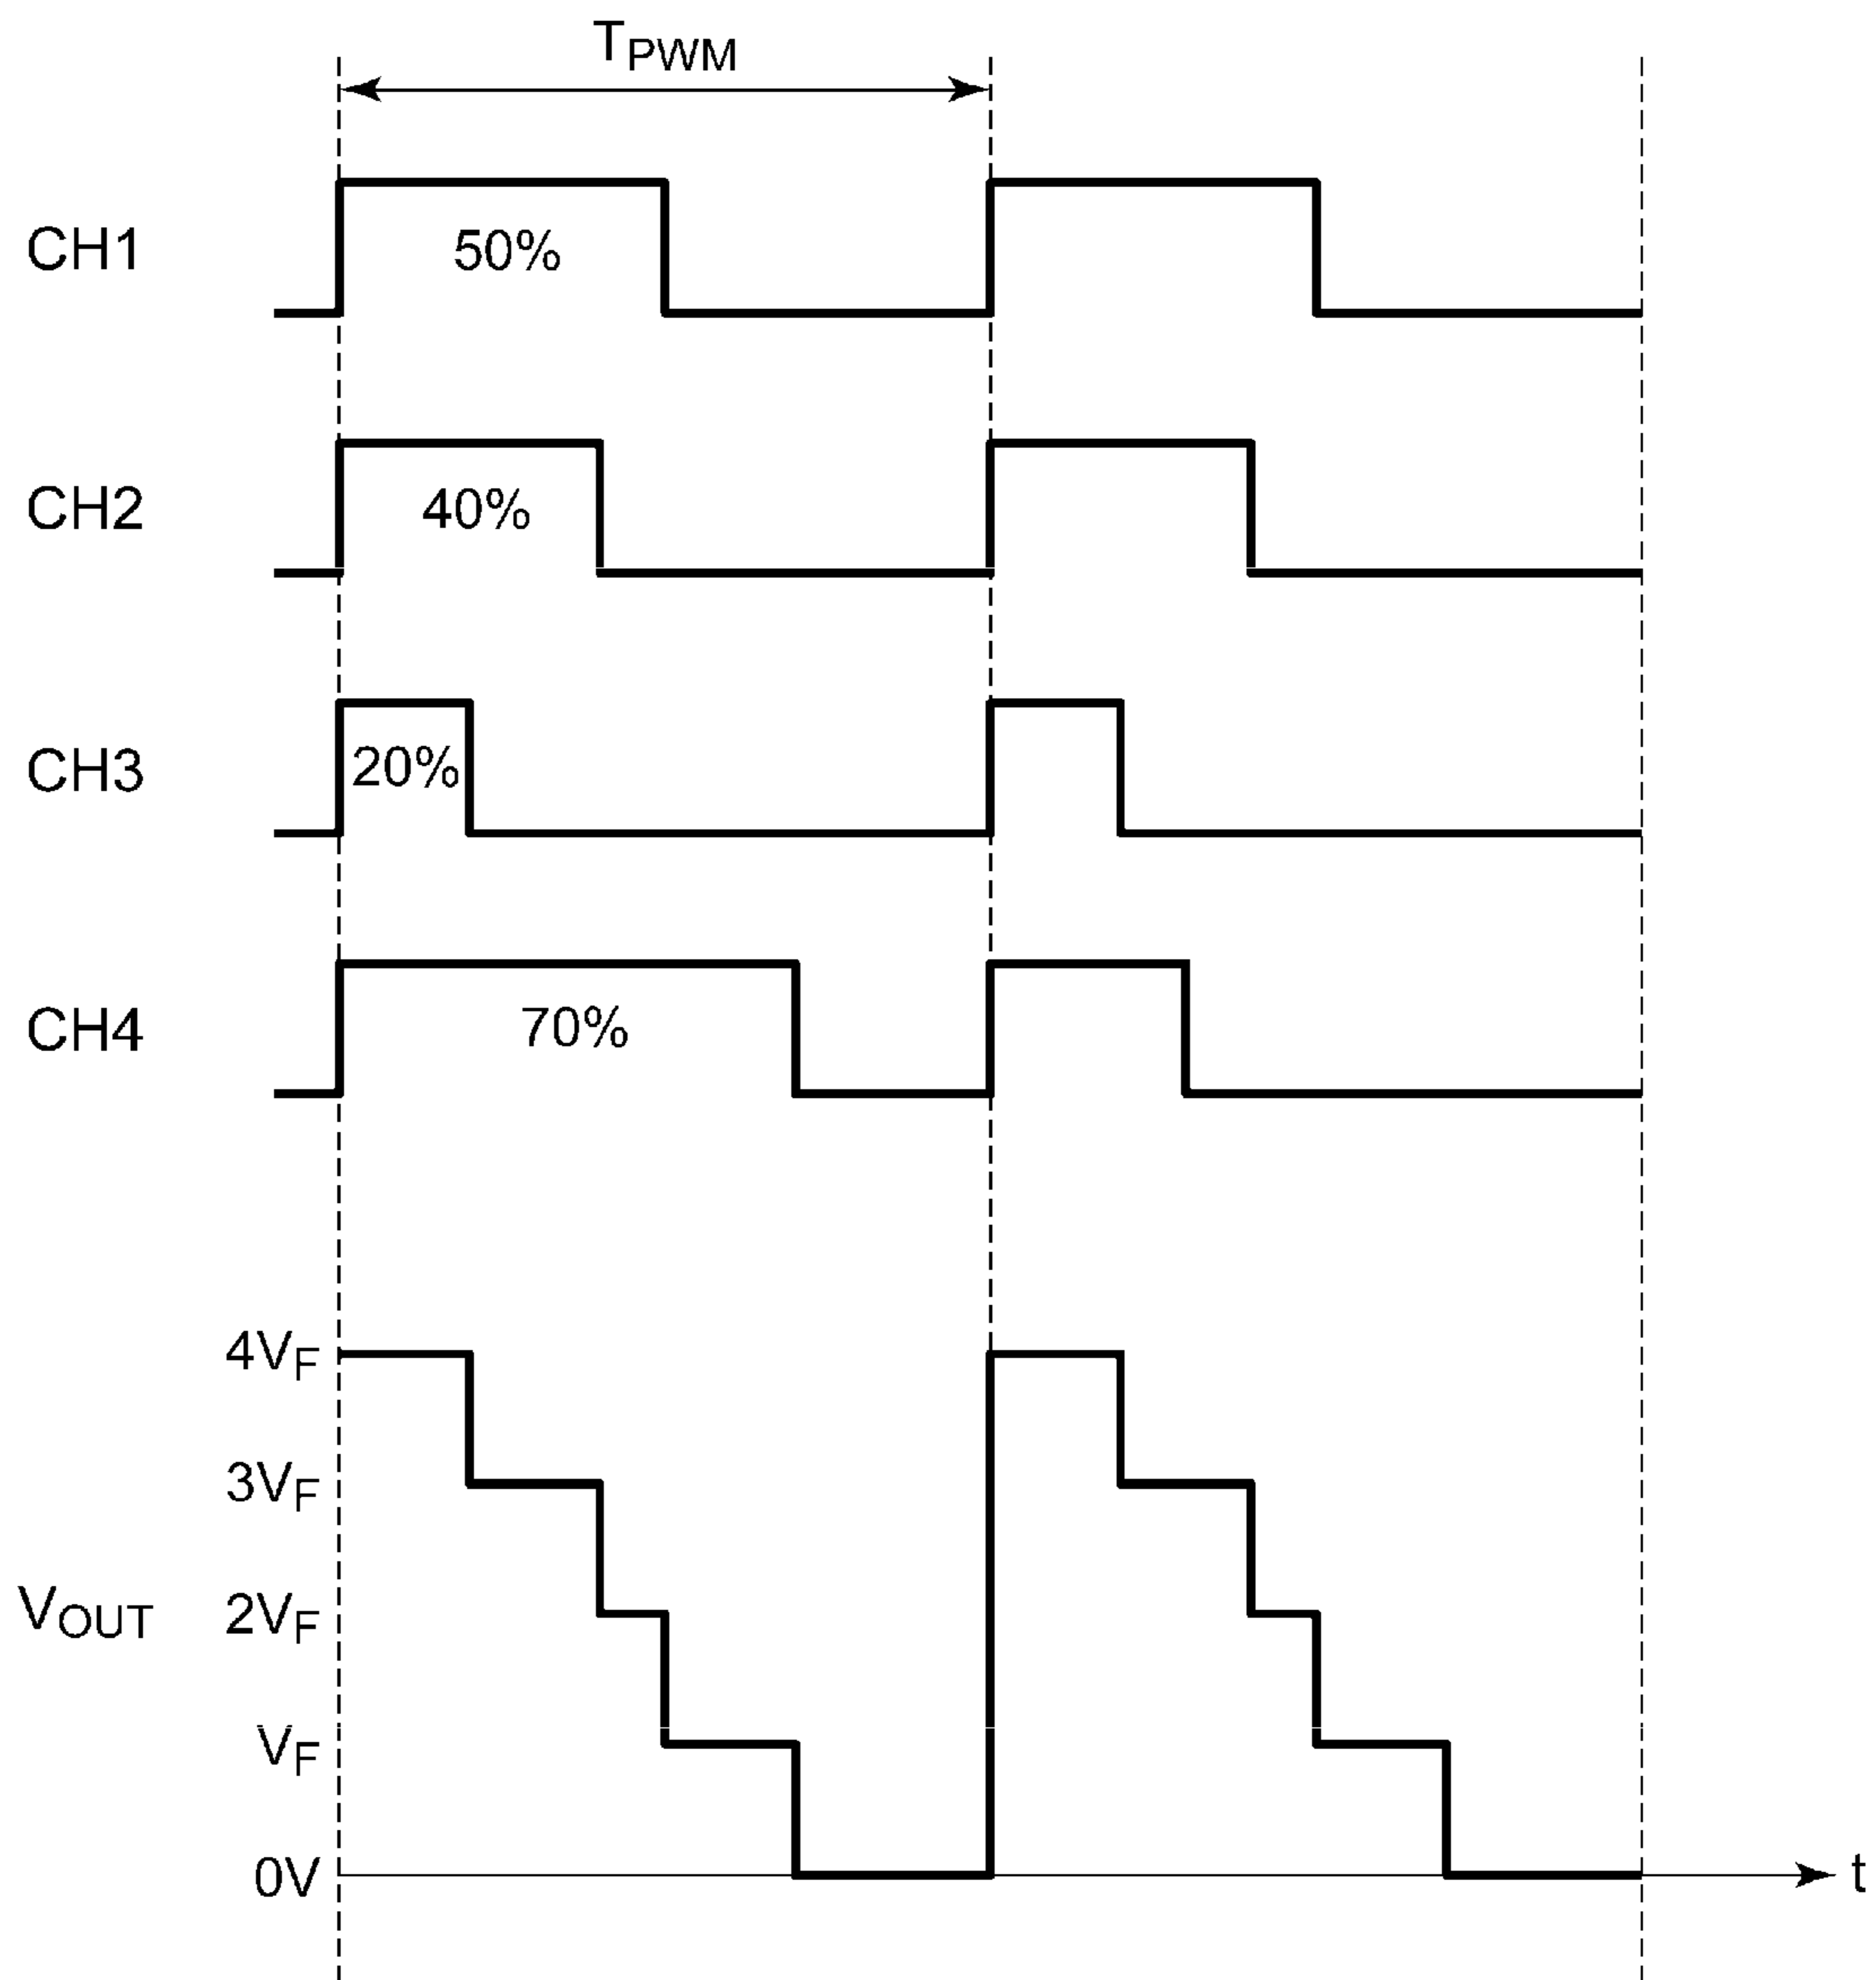 TPWM
CH1
50%
CH2
40%
CH3
20%
CH4
70%
4VF
3VF
VOUT
2VF
VF
0V
t